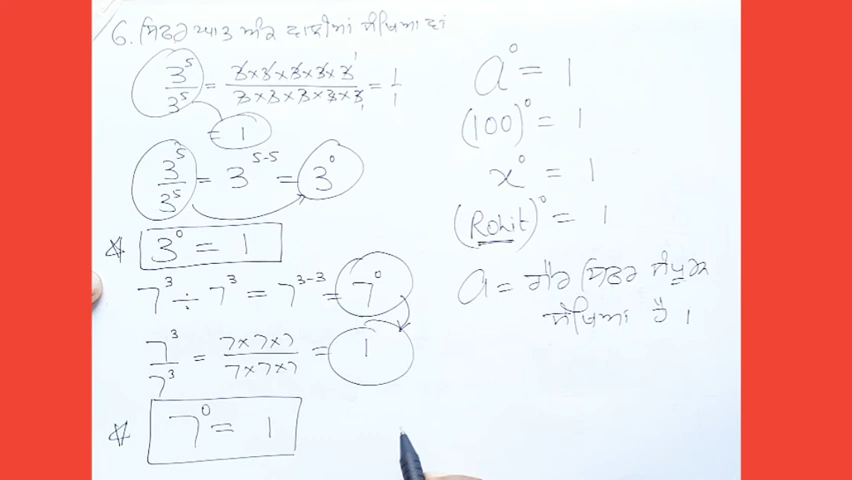 6. ਸਿਫਰ ਘਾਤ ਅੰਕ ਵਾਲੀਆਂ ਸੰਖਿਆਵਾਂ
3⁵/3⁵ = 3×3×3×3×3/3×3×3×3×3 = 1/1
= 1
3⁵/3⁵ = 3⁵⁻⁵ = 3⁰
3⁰ = 1
7³ ÷ 7³ = 7³⁻³ = 7⁰
7³/7³ = 7×7×7/7×7×7 = 1
7⁰ = 1
a⁰ = 1
(100)⁰ = 1
x⁰ = 1
(Rohit)⁰ = 1
a = ਗੈਰ ਸਿਫਰ ਸੰਪੂਰਨ
ਸੰਖਿਆ ਹੈ ।